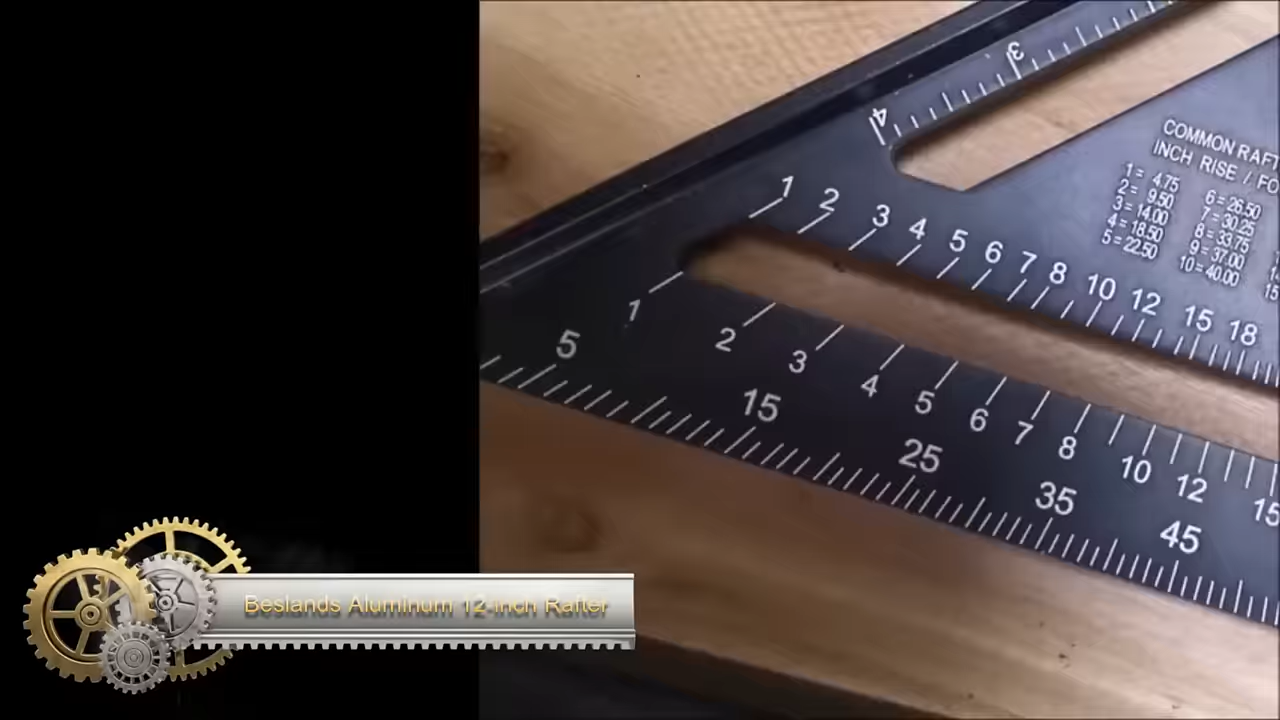 3
4
COMMON RAFT
INCH RISE / FO
1 = 4.75 6 = 26.50
2 = 9.50 7 = 30.25
3 = 14.00 8 = 33.75
4 = 18.50 9 = 37.00
5 = 22.50 10 = 40.00
1 2 3 4 5 6 7 8 10 12 15 18
1 2 3 4 5 6 7 8 10 12 15
5 15 25 35 45
Beslands Aluminum 12-inch Rafter